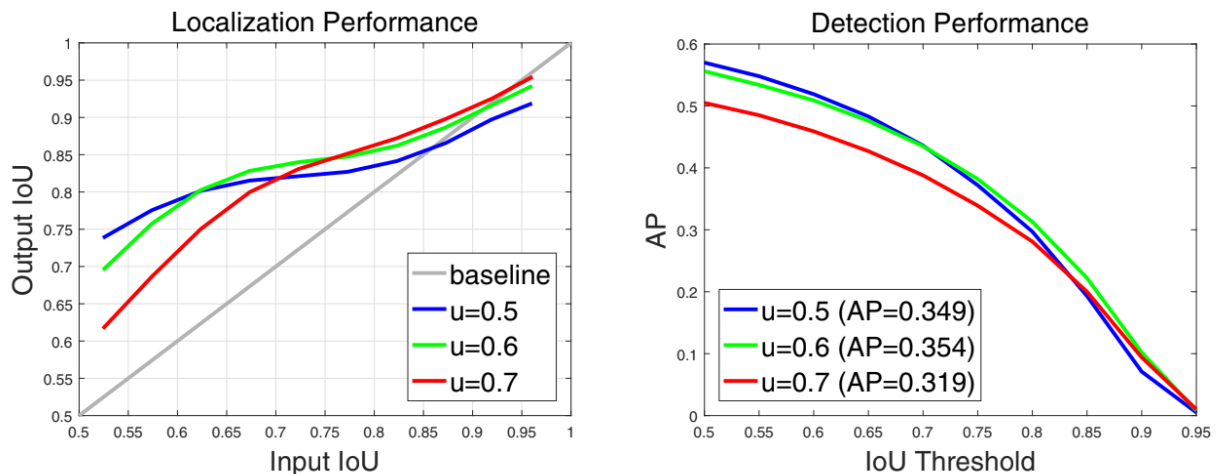 Localization Performance
1
0.95
0.9
0.85
0.8
0.75
0.7
0.65
0.6
0.55
0.5
Output IoU
baseline
u=0.5
u=0.6
u=0.7
0.5 0.55 0.6 0.65 0.7 0.75 0.8 0.85 0.9 0.95 1
Input IoU
Detection Performance
0.6
0.5
0.4
0.3
0.2
0.1
0
AP
u=0.5 (AP=0.349)
u=0.6 (AP=0.354)
u=0.7 (AP=0.319)
0.5 0.55 0.6 0.65 0.7 0.75 0.8 0.85 0.9 0.95
IoU Threshold